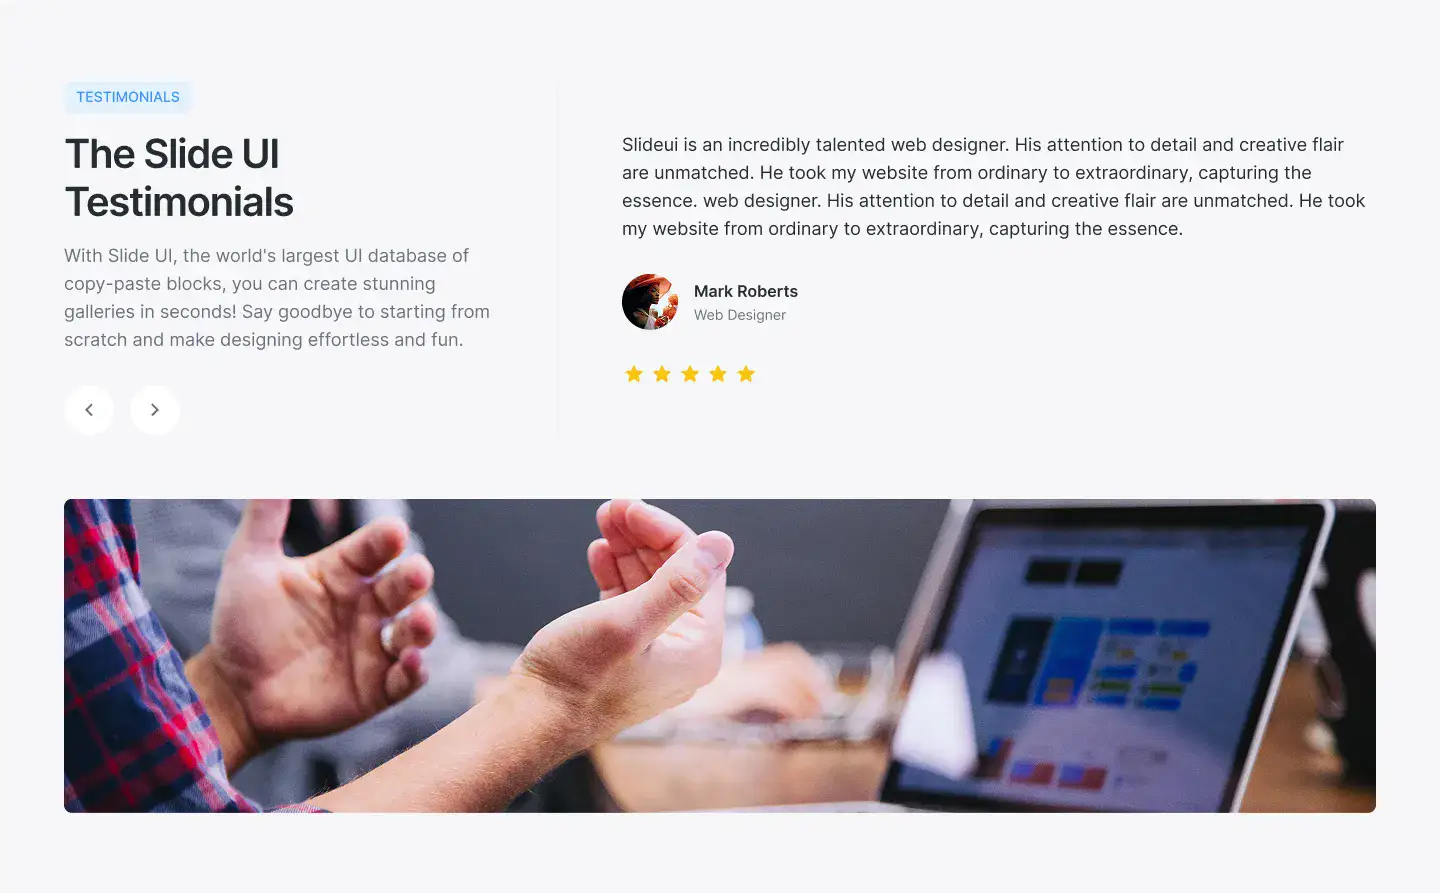 TESTIMONIALS
The Slide UI
Testimonials
With Slide UI, the world's largest UI database of
copy-paste blocks, you can create stunning
galleries in seconds! Say goodbye to starting from
scratch and make designing effortless and fun.
Slideui is an incredibly talented web designer. His attention to detail and creative flair
are unmatched. He took my website from ordinary to extraordinary, capturing the
essence. web designer. His attention to detail and creative flair are unmatched. He took
my website from ordinary to extraordinary, capturing the essence.
Mark Roberts
Web Designer